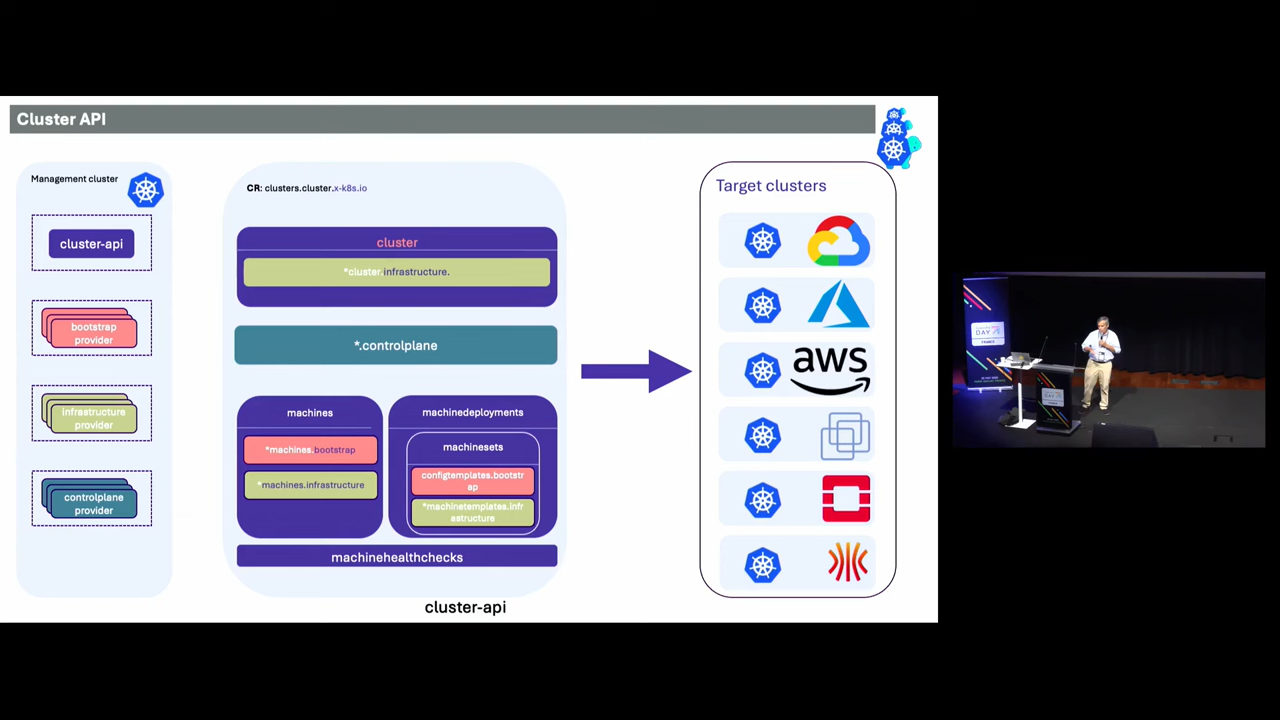 Cluster API
Management cluster
cluster-api
bootstrap
provider
infrastructure
provider
controlplane
provider
CR: clusters.cluster.x-k8s.io
cluster
*cluster.infrastructure.
*.controlplane
machines
*machines.bootstrap
*machines.infrastructure
machinedeployments
machinesets
configtemplates.bootstr
ap
*machinetemplates.infr
astructure
machinehealthchecks
cluster-api
Target clusters
aws
DAY
DAY